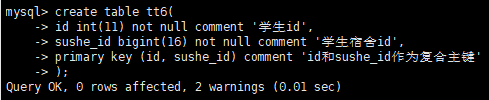 mysql> create table tt6(
    -> id int(11) not null comment '学生id',
    -> sushe_id bigint(16) not null comment '学生宿舍id',
    -> primary key (id, sushe_id) comment 'id和sushe_id作为复合主键'
    -> );
Query OK, 0 rows affected, 2 warnings (0.01 sec)